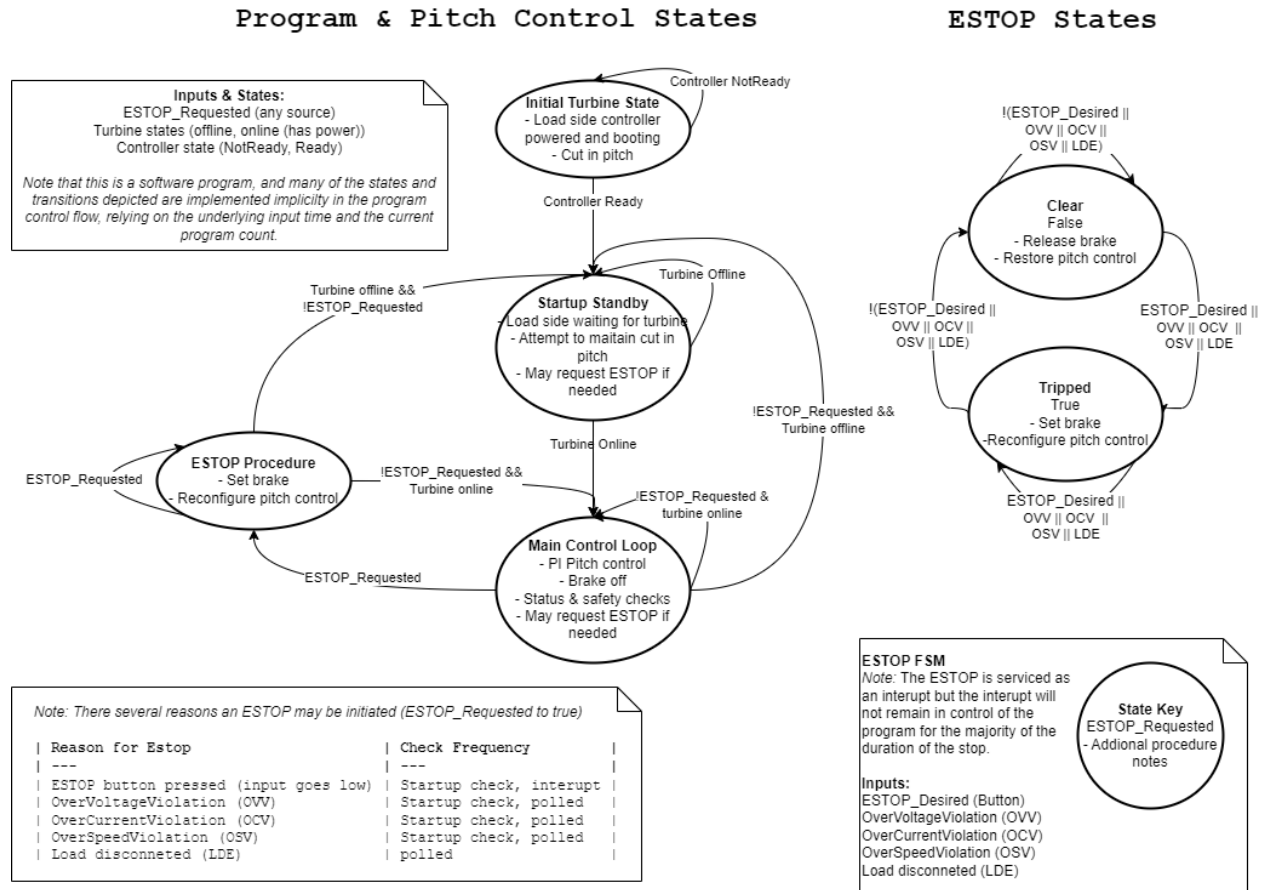 Program & Pitch Control States
ESTOP States
Inputs & States:
ESTOP_Requested (any source)
Turbine states (offline, online (has power))
Controller state (NotReady, Ready)
Note that this is a software program, and many of the states and
transitions depicted are implemented implicilty in the program
control flow, relying on the underlying input time and the current
program count.
Controller NotReady
Initial Turbine State
- Load side controller
powered and booting
- Cut in pitch
Controller Ready
Turbine offline &&
!ESTOP_Requested
Turbine Offline
Startup Standby
- Load side waiting for turbine
- Attempt to maitain cut in
pitch
- May request ESTOP if
needed
!ESTOP_Requested &&
Turbine offline
Turbine Online
ESTOP_Requested
ESTOP Procedure
- Set brake
- Reconfigure pitch control
!ESTOP_Requested &&
Turbine online
!ESTOP_Requested &
turbine online
Main Control Loop
- PI Pitch control
- Brake off
- Status & safety checks
- May request ESTOP if
needed
ESTOP_Requested
!(ESTOP_Desired ||
OVV || OCV ||
OSV || LDE)
Clear
False
- Release brake
- Restore pitch control
!(ESTOP_Desired ||
OVV || OCV ||
OSV || LDE)
ESTOP_Desired ||
OVV || OCV ||
OSV || LDE
Tripped
True
- Set brake
-Reconfigure pitch control
ESTOP_Desired ||
OVV || OCV ||
OSV || LDE
Note: There several reasons an ESTOP may be initiated (ESTOP_Requested to true)
| Reason for Estop | Check Frequency |
| --- | --- |
| ESTOP button pressed (input goes low) | Startup check, interupt |
| OverVoltageViolation (OVV) | Startup check, polled |
| OverCurrentViolation (OCV) | Startup check, polled |
| OverSpeedViolation (OSV) | Startup check, polled |
| Load disconneted (LDE) | polled |
ESTOP FSM
Note: The ESTOP is serviced as
an interupt but the interupt will
not remain in control of the
program for the majority of the
duration of the stop.
Inputs:
ESTOP_Desired (Button)
OverVoltageViolation (OVV)
OverCurrentViolation (OCV)
OverSpeedViolation (OSV)
Load disconneted (LDE)
State Key
ESTOP_Requested
- Addional procedure
notes